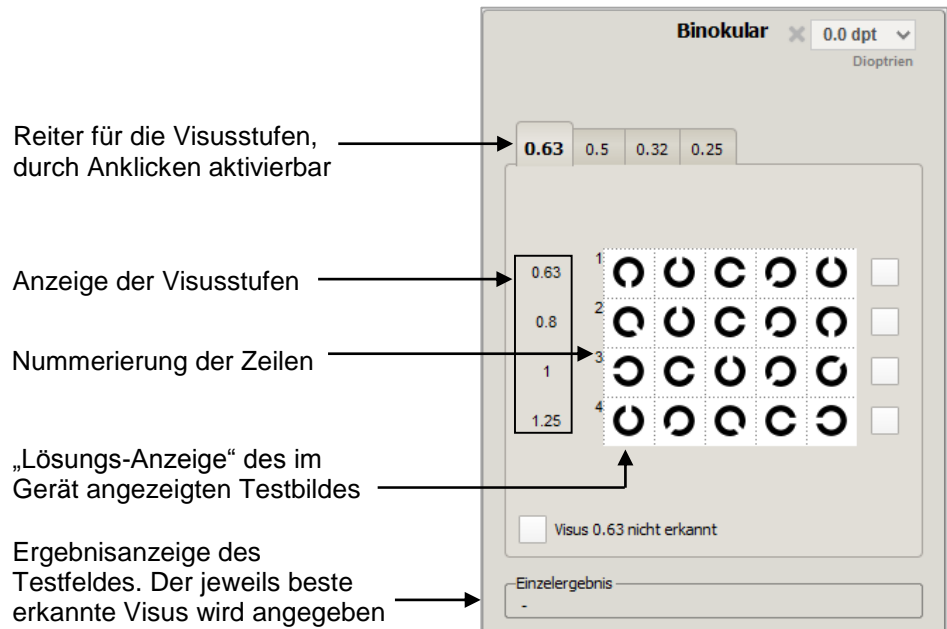 Binokular
0.0 dpt
Dioptrien
Reiter für die Visusstufen,
durch Anklicken aktivierbar
0.63 0.5 0.32 0.25
Anzeige der Visusstufen
Nummerierung der Zeilen
0.63 1
0.8 2
1 3
1.25 4
„Lösungs-Anzeige“ des im
Gerät angezeigten Testbildes
Visus 0.63 nicht erkannt
Ergebnisanzeige des
Testfeldes. Der jeweils beste
erkannte Visus wird angegeben
Einzelergebnis
-